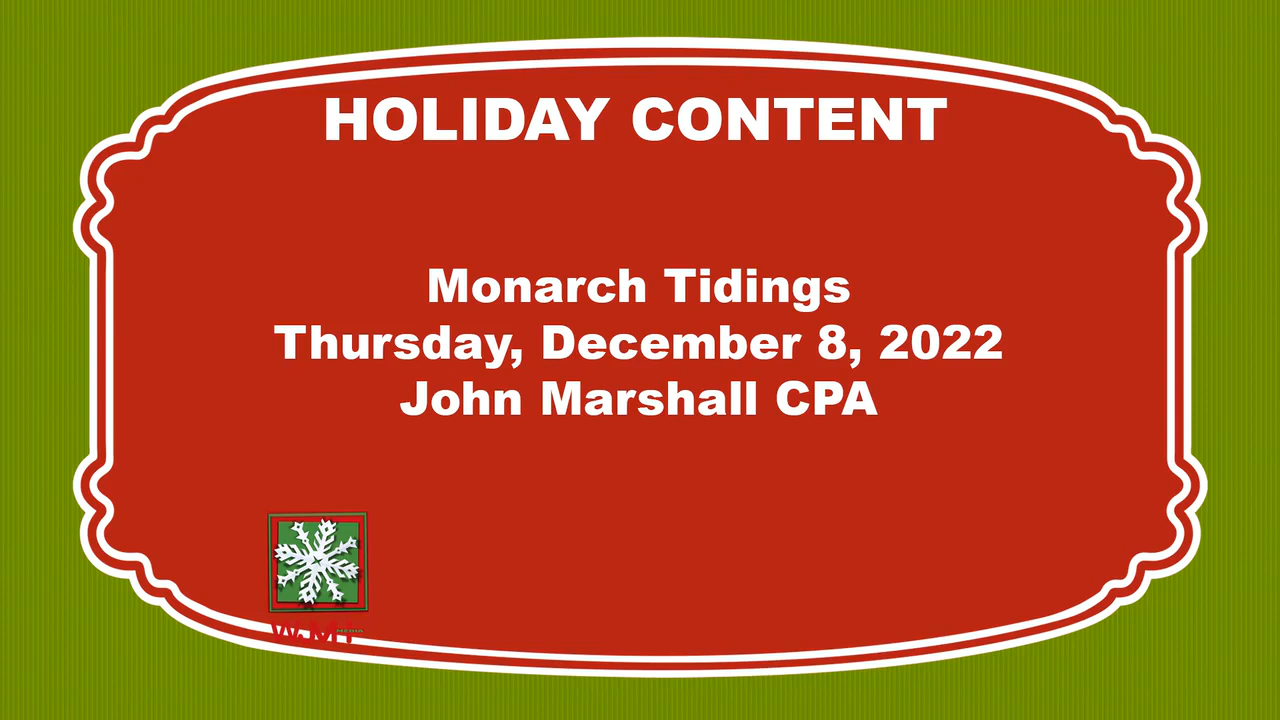 HOLIDAY CONTENT
Monarch Tidings
Thursday, December 8, 2022
John Marshall CPA